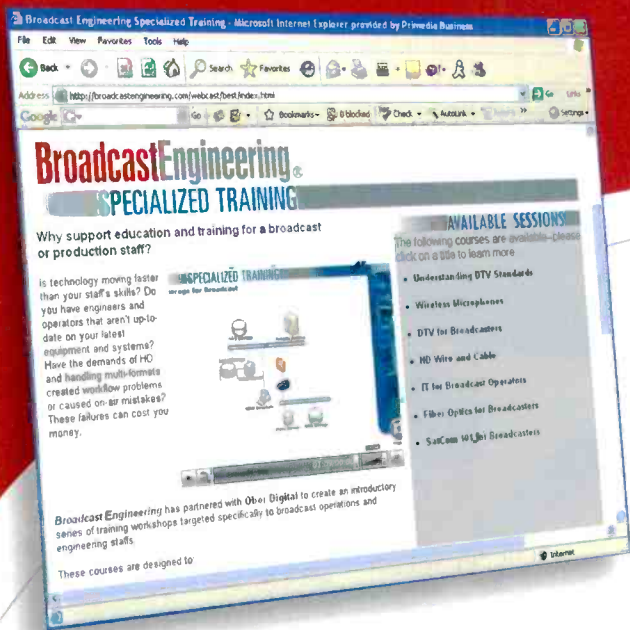 Broadcast Engineering Specialized Training - Microsoft Internet Explorer provided by Primedia Business
File Edit View Favorites Tools Help
Back Search Favorites
Address http://broadcastengineering.com/webcast/best/index.html Go Links »
Google Go Bookmarks 0 blocked Check AutoLink » Settings
BroadcastEngineering®
SPECIALIZED TRAINING
Why support education and training for a broadcast
or production staff?
Is technology moving faster
than your staff's skills? Do
you have engineers and
operators that aren't up-to-
date on your latest
equipment and systems?
Have the demands of HD
and handling multi-formats
created workflow problems
or caused on-air mistakes?
These failures can cost you
money.
SPECIALIZED TRAINING
AVAILABLE SESSIONS
The following courses are available–please
click on a title to learn more
• Understanding DTV Standards
• Wireless Microphones
• DTV for Broadcasters
• HD Wire and Cable
• IT for Broadcast Operators
• Fiber Optics for Broadcasters
• SatCom 101 for Broadcasters
Broadcast Engineering has partnered with Ober Digital to create an introductory
series of training workshops targeted specifically to broadcast operations and
engineering staffs
These courses are designed to
Internet